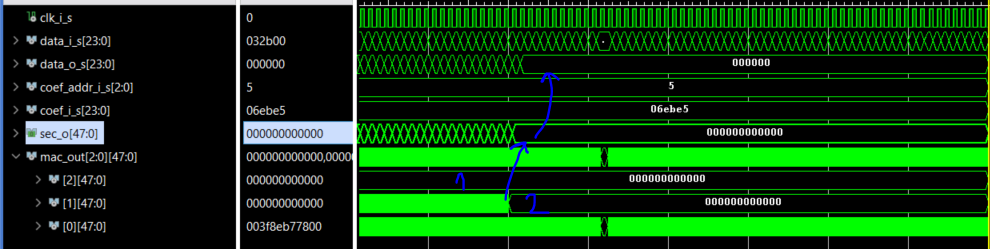 clk_i_s 0
data_i_s[23:0] 032b00
data_o_s[23:0] 000000 000000
coef_addr_i_s[2:0] 5 5
coef_i_s[23:0] 06ebe5 06ebe5
sec_o[47:0] 000000000000 000000000000
mac_out[2:0][47:0] 000000000000,00000
[2][47:0] 000000000000 000000000000
[1][47:0] 000000000000 000000000000
[0][47:0] 003f8eb77800